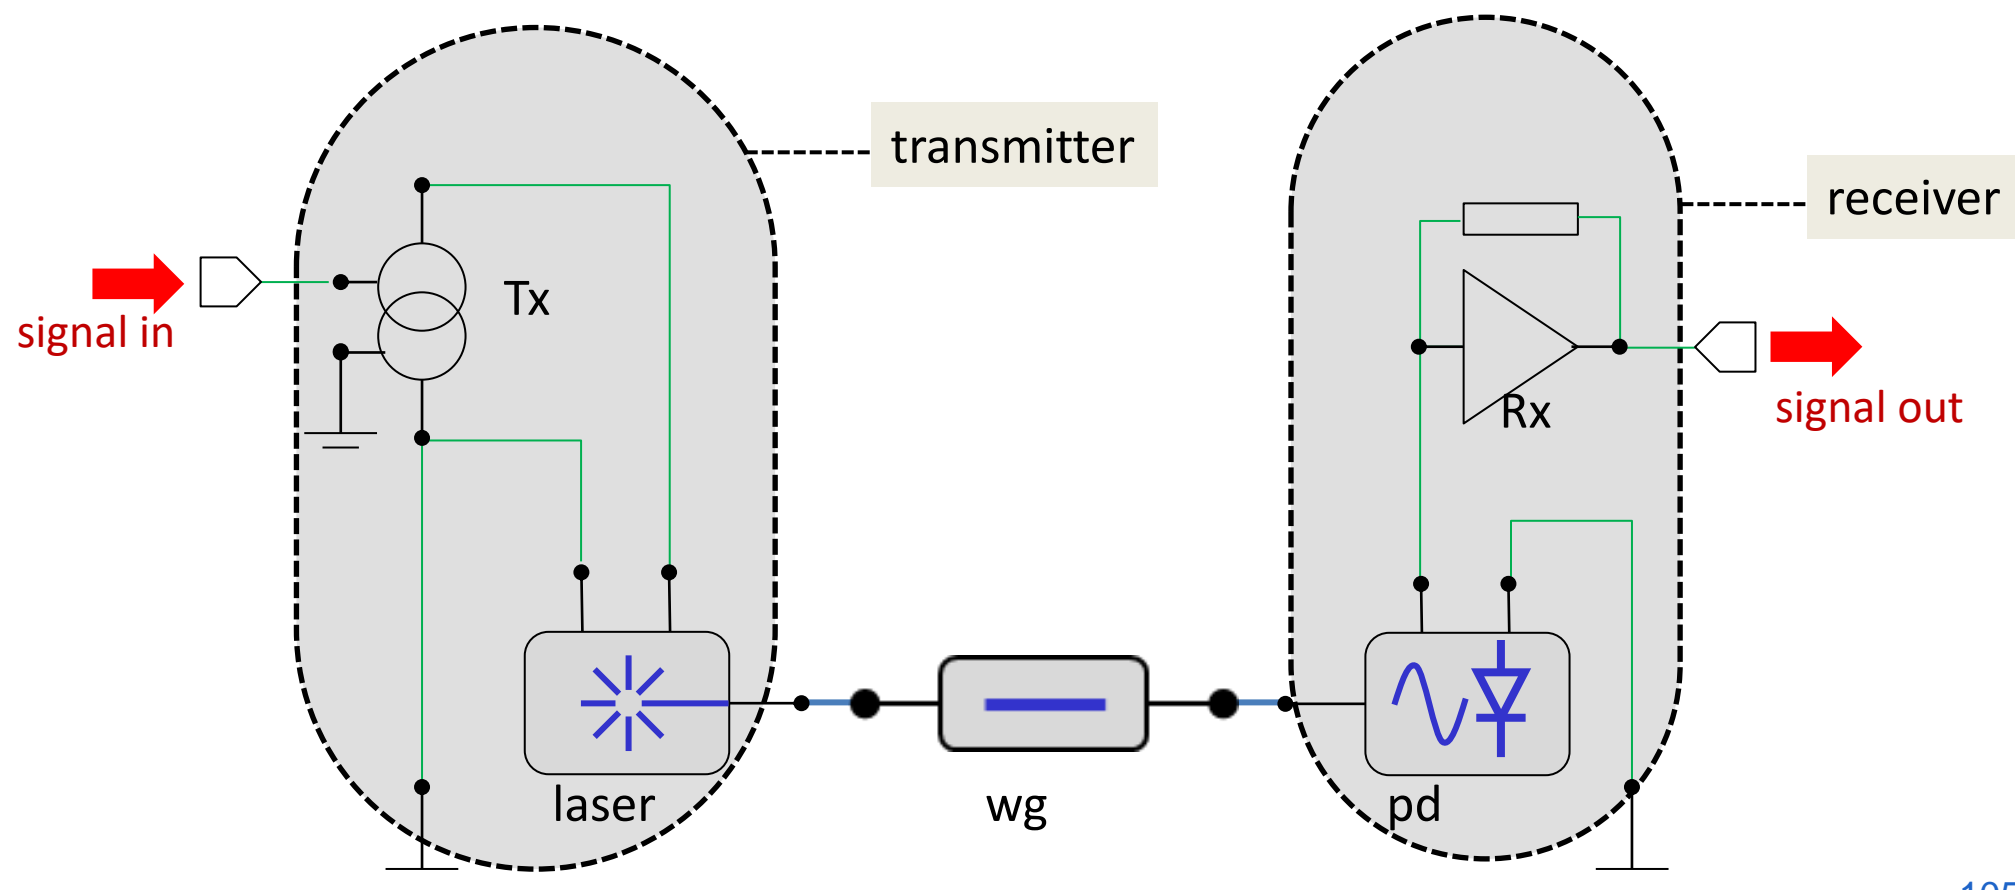 transmitter
receiver
Tx
signal in
Rx
signal out
laser
wg
pd